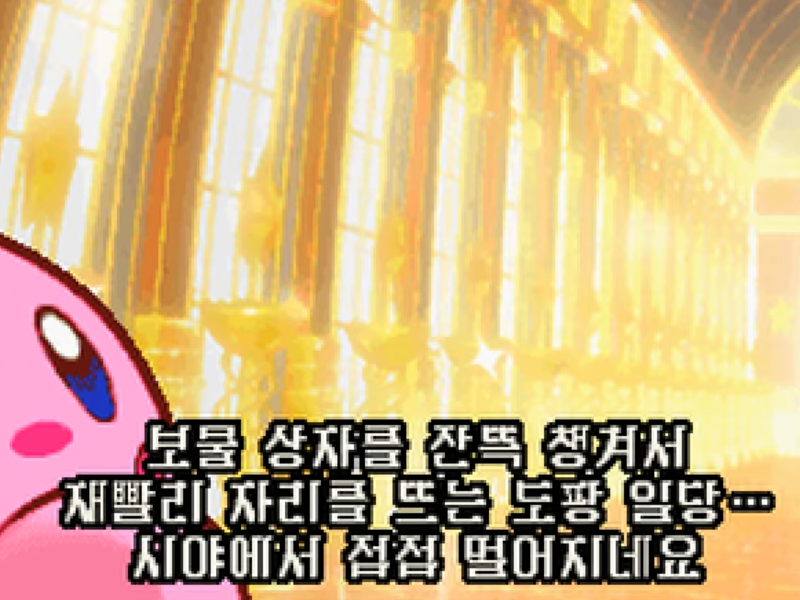 보물 상자를 잔뜩 챙겨서
재빨리 자리를 뜨는 도팡 일당…
시야에서 점점 멀어지네요